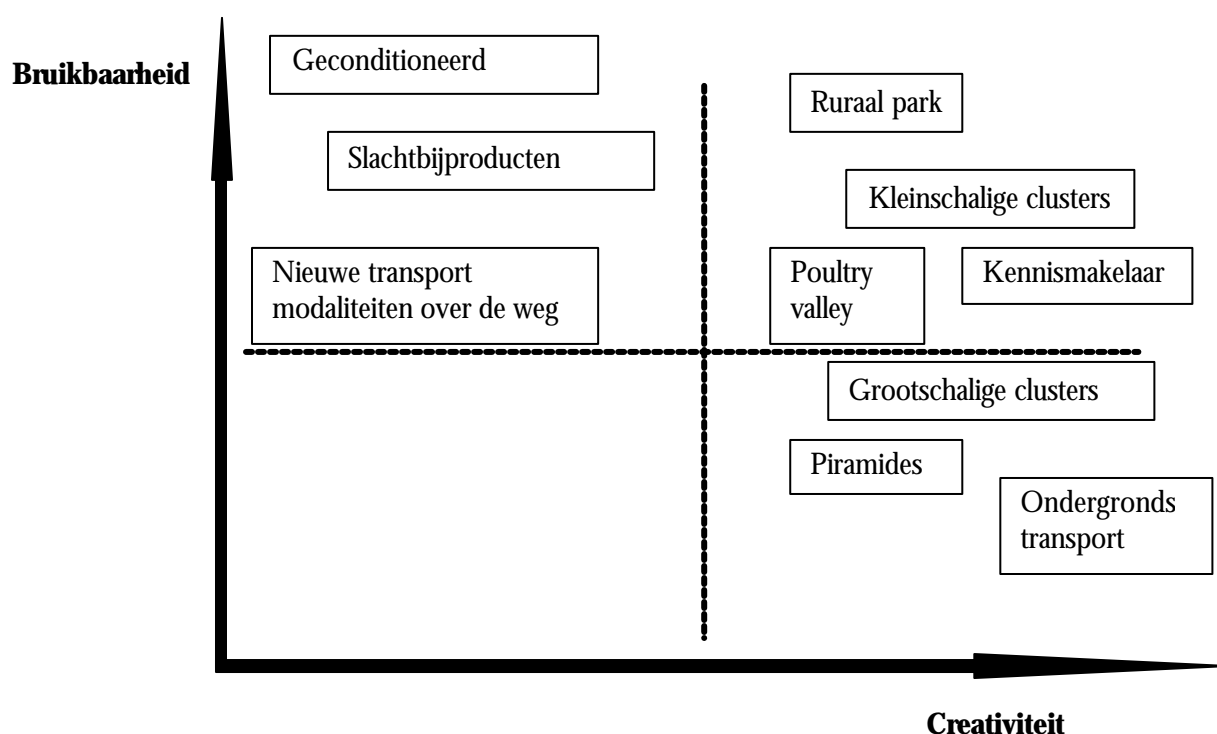 Bruikbaarheid
Geconditioneerd
Ruraal park
Slachtbijproducten
Kleinschalige clusters
Nieuwe transport
modaliteiten over de weg
Poultry
valley
Kennismakelaar
Grootschalige clusters
Piramides
Ondergronds
transport
Creativiteit